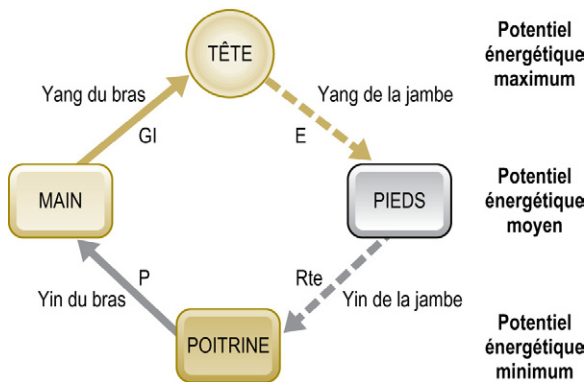 TÊTE
Potentiel
énergétique
maximum
Yang du bras
Yang de la jambe
GI
E
MAIN
PIEDS
Potentiel
énergétique
moyen
P
Rte
Yin du bras
Yin de la jambe
POITRINE
Potentiel
énergétique
minimum